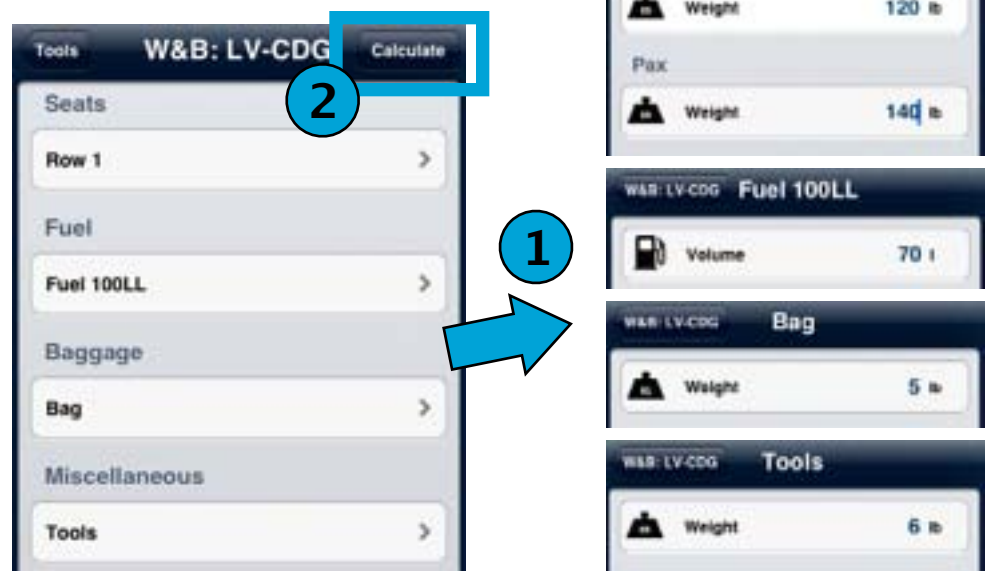 Tools W&B: LV-CDG Calculate
2
Seats
Row 1
Fuel
Fuel 100LL
Baggage
Bag
Miscellaneous
Tools
1
Weight 120 lb
Pax
Weight 140 lb
W&B: LV-CDG Fuel 100LL
Volume 70 l
W&B: LV-CDG Bag
Weight 5 lb
W&B: LV-CDG Tools
Weight 6 lb